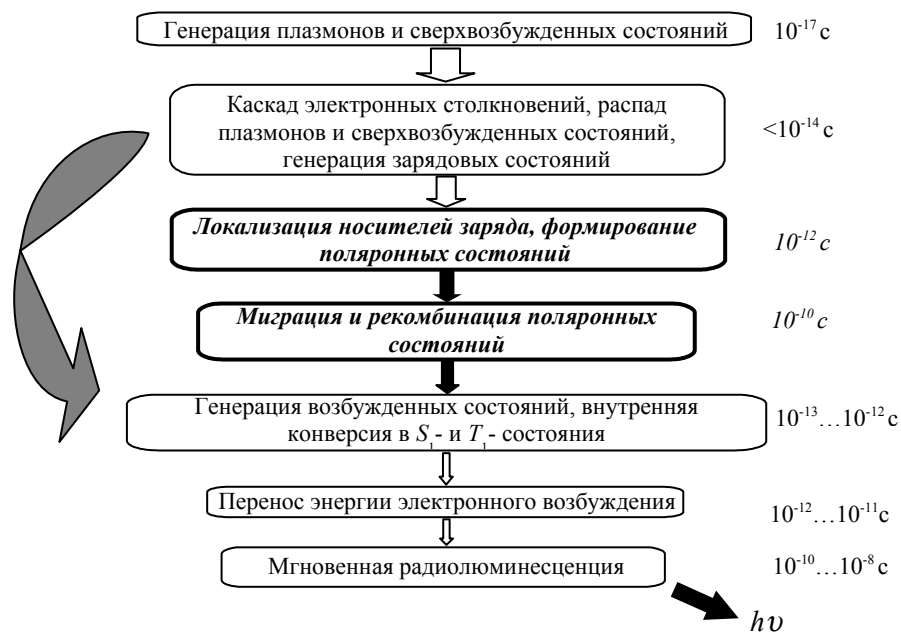 Генерация плазмонов и сверхвозбужденных состояний
10⁻¹⁷ с
Каскад электронных столкновений, распад
плазмонов и сверхвозбужденных состояний,
генерация зарядовых состояний
<10⁻¹⁴ с
Локализация носителей заряда, формирование
поляронных состояний
10⁻¹² с
Миграция и рекомбинация поляронных
состояний
10⁻¹⁰ с
Генерация возбужденных состояний, внутренняя
конверсия в S₁- и T₁- состояния
10⁻¹³…10⁻¹² с
Перенос энергии электронного возбуждения
10⁻¹²…10⁻¹¹с
Мгновенная радиолюминесценция
10⁻¹⁰…10⁻⁸ с
hυ